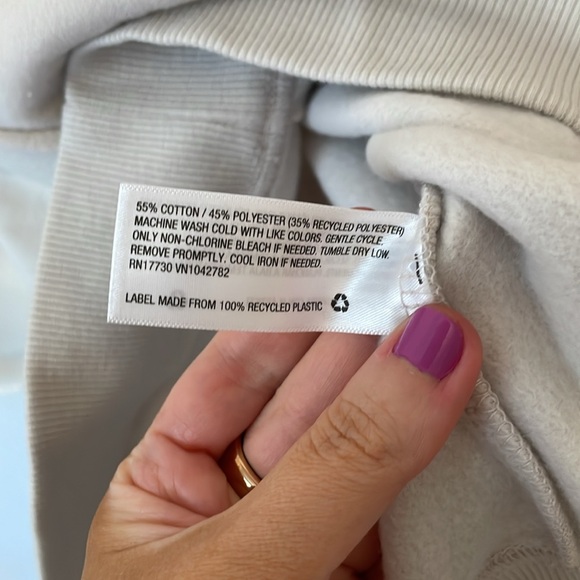 55% COTTON / 45% POLYESTER (35% RECYCLED POLYESTER)
MACHINE WASH COLD WITH LIKE COLORS. GENTLE CYCLE.
ONLY NON-CHLORINE BLEACH IF NEEDED. TUMBLE DRY LOW.
REMOVE PROMPTLY. COOL IRON IF NEEDED.
RN17730 VN1042782
LABEL MADE FROM 100% RECYCLED PLASTIC